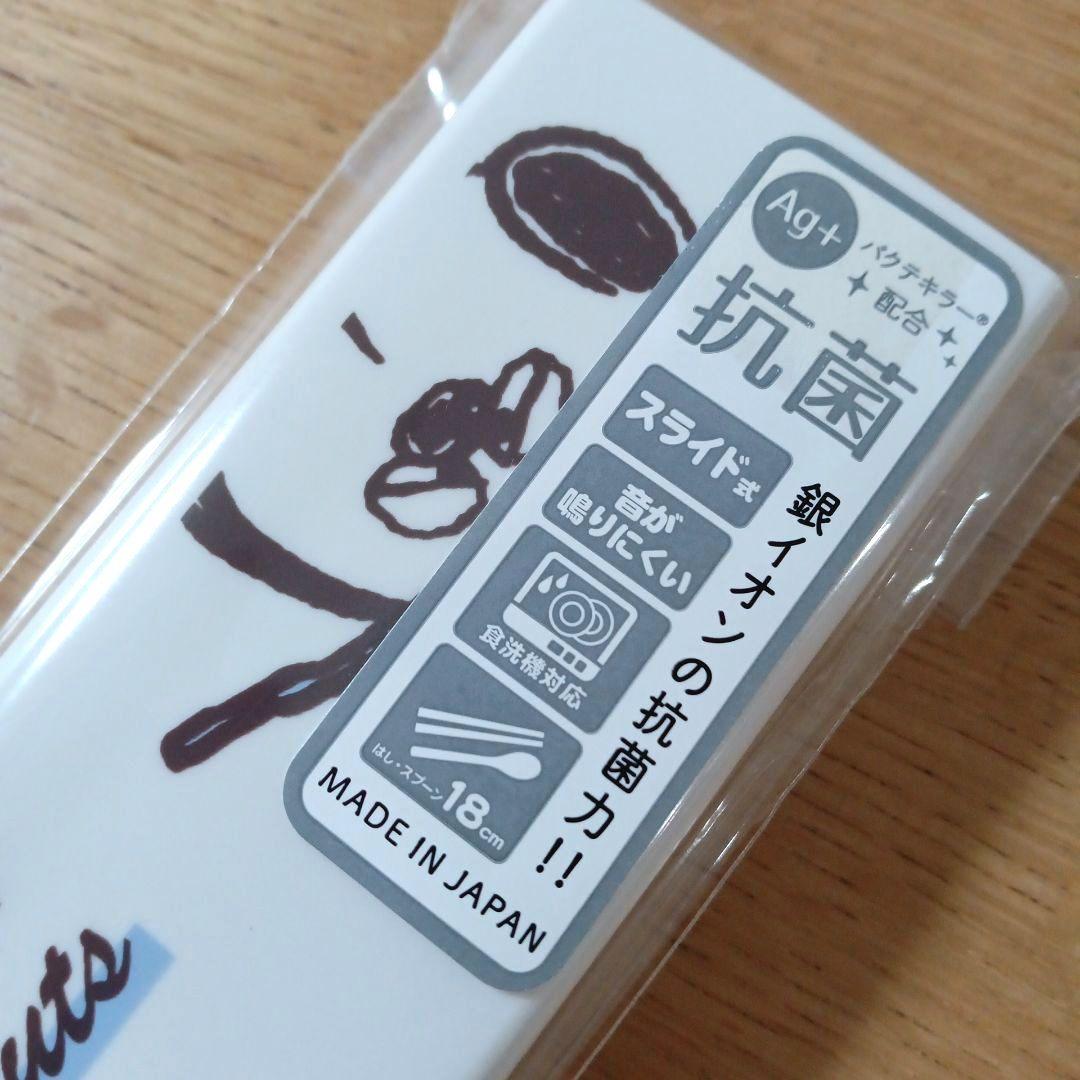 Ag+
バクテキラー®
配合
抗菌
スライド式
音が
鳴りにくい
食洗機対応
はし・スプーン18cm
銀イオンの抗菌力!!
MADE IN JAPAN
uts